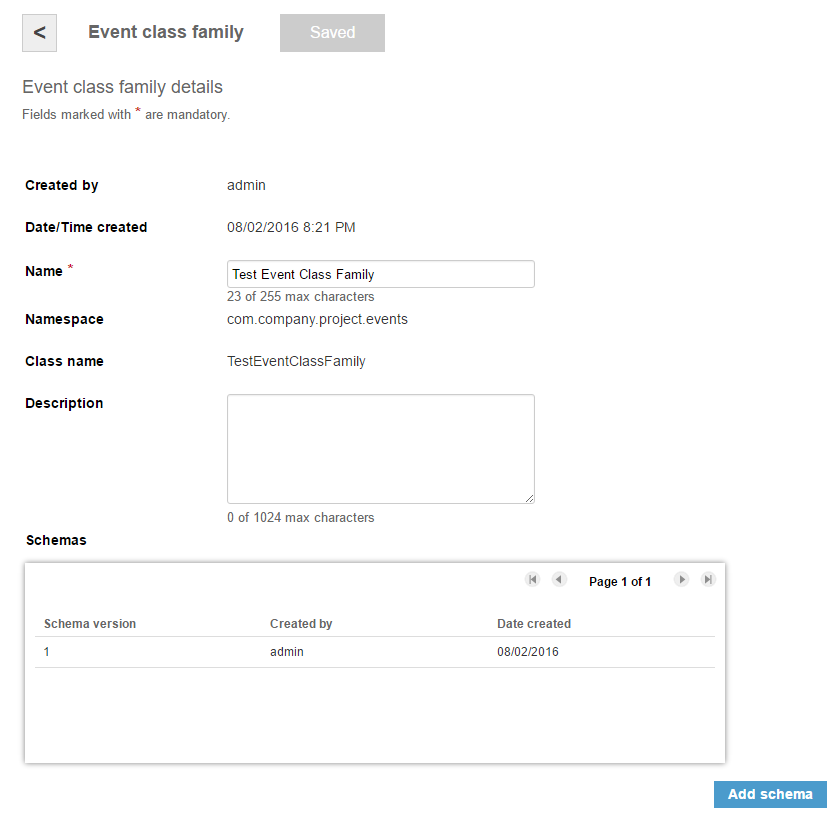 < Event class family Saved
Event class family details
Fields marked with * are mandatory.
Created by admin
Date/Time created 08/02/2016 8:21 PM
Name * Test Event Class Family
23 of 255 max characters
Namespace com.company.project.events
Class name TestEventClassFamily
Description
0 of 1024 max characters
Schemas
Page 1 of 1
Schema version Created by Date created
1 admin 08/02/2016
Add schema